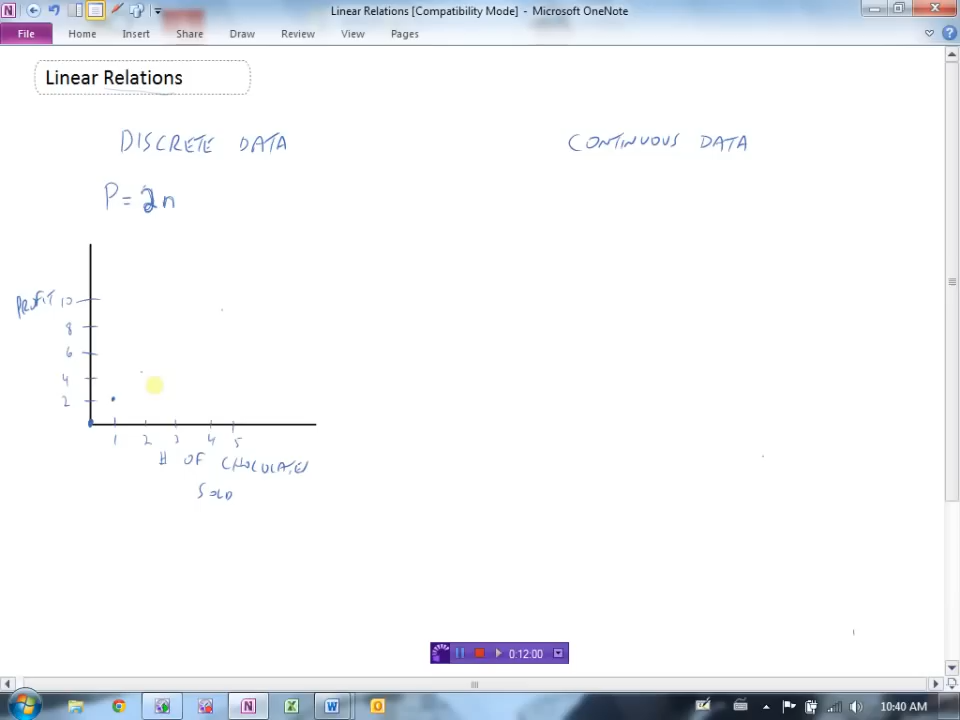 Linear Relations [Compatibility Mode] - Microsoft OneNote
File Home Insert Share Draw Review View Pages
Linear Relations
DISCRETE DATA
CONTINUOUS DATA
P = 2n
PROFIT
10
8
6
4
2
1 2 3 4 5
# OF CHOCOLATES
SOLD
0:12:00
10:40 AM